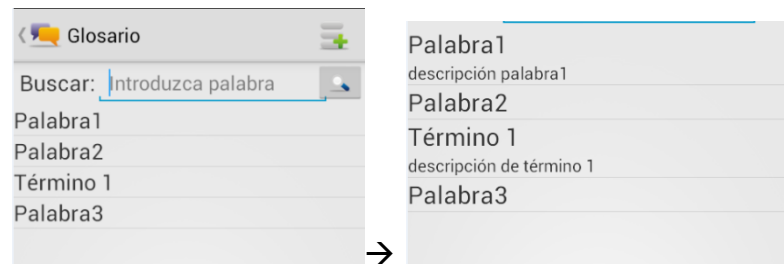 Glosario
Buscar: Introduzca palabra
Palabra1
Palabra2
Término 1
Palabra3
→
Palabra1
descripción palabra1
Palabra2
Término 1
descripción de término 1
Palabra3